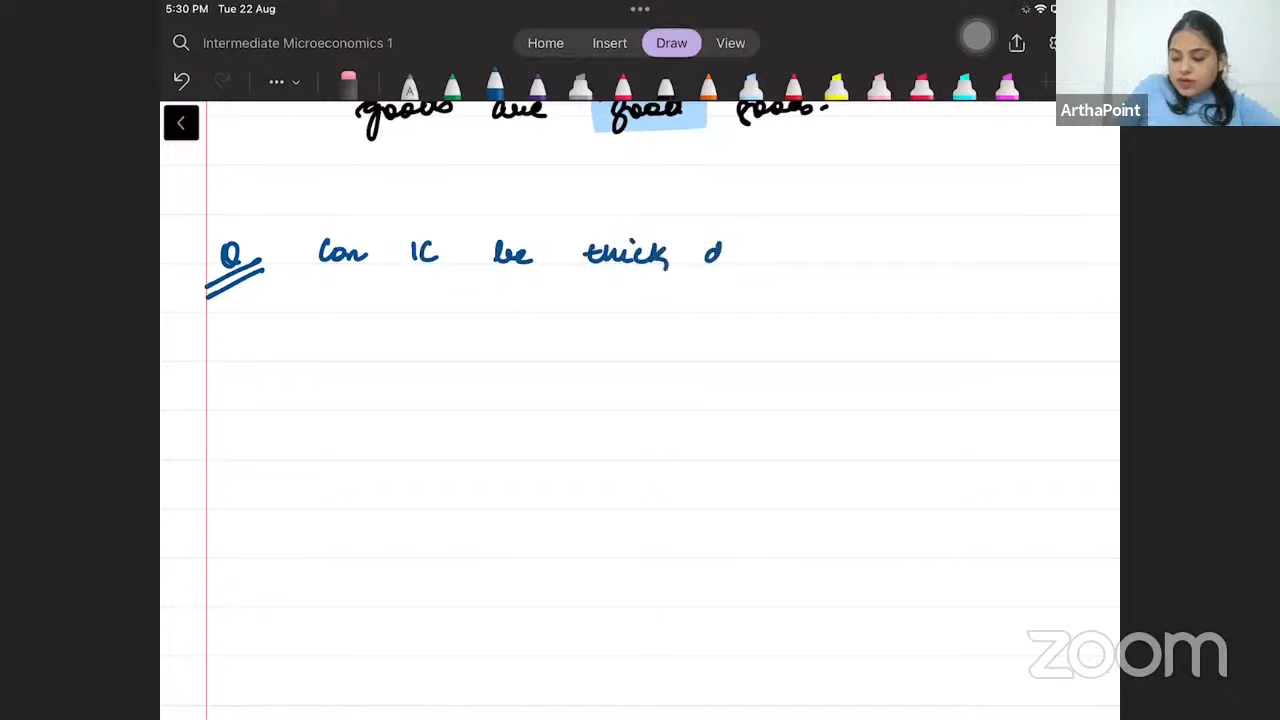 5:30 PM Tue 22 Aug
Intermediate Microeconomics 1
Home Insert Draw View
A
ArthaPoint
goods are good goods.
Q Can IC be thick, d
zoom